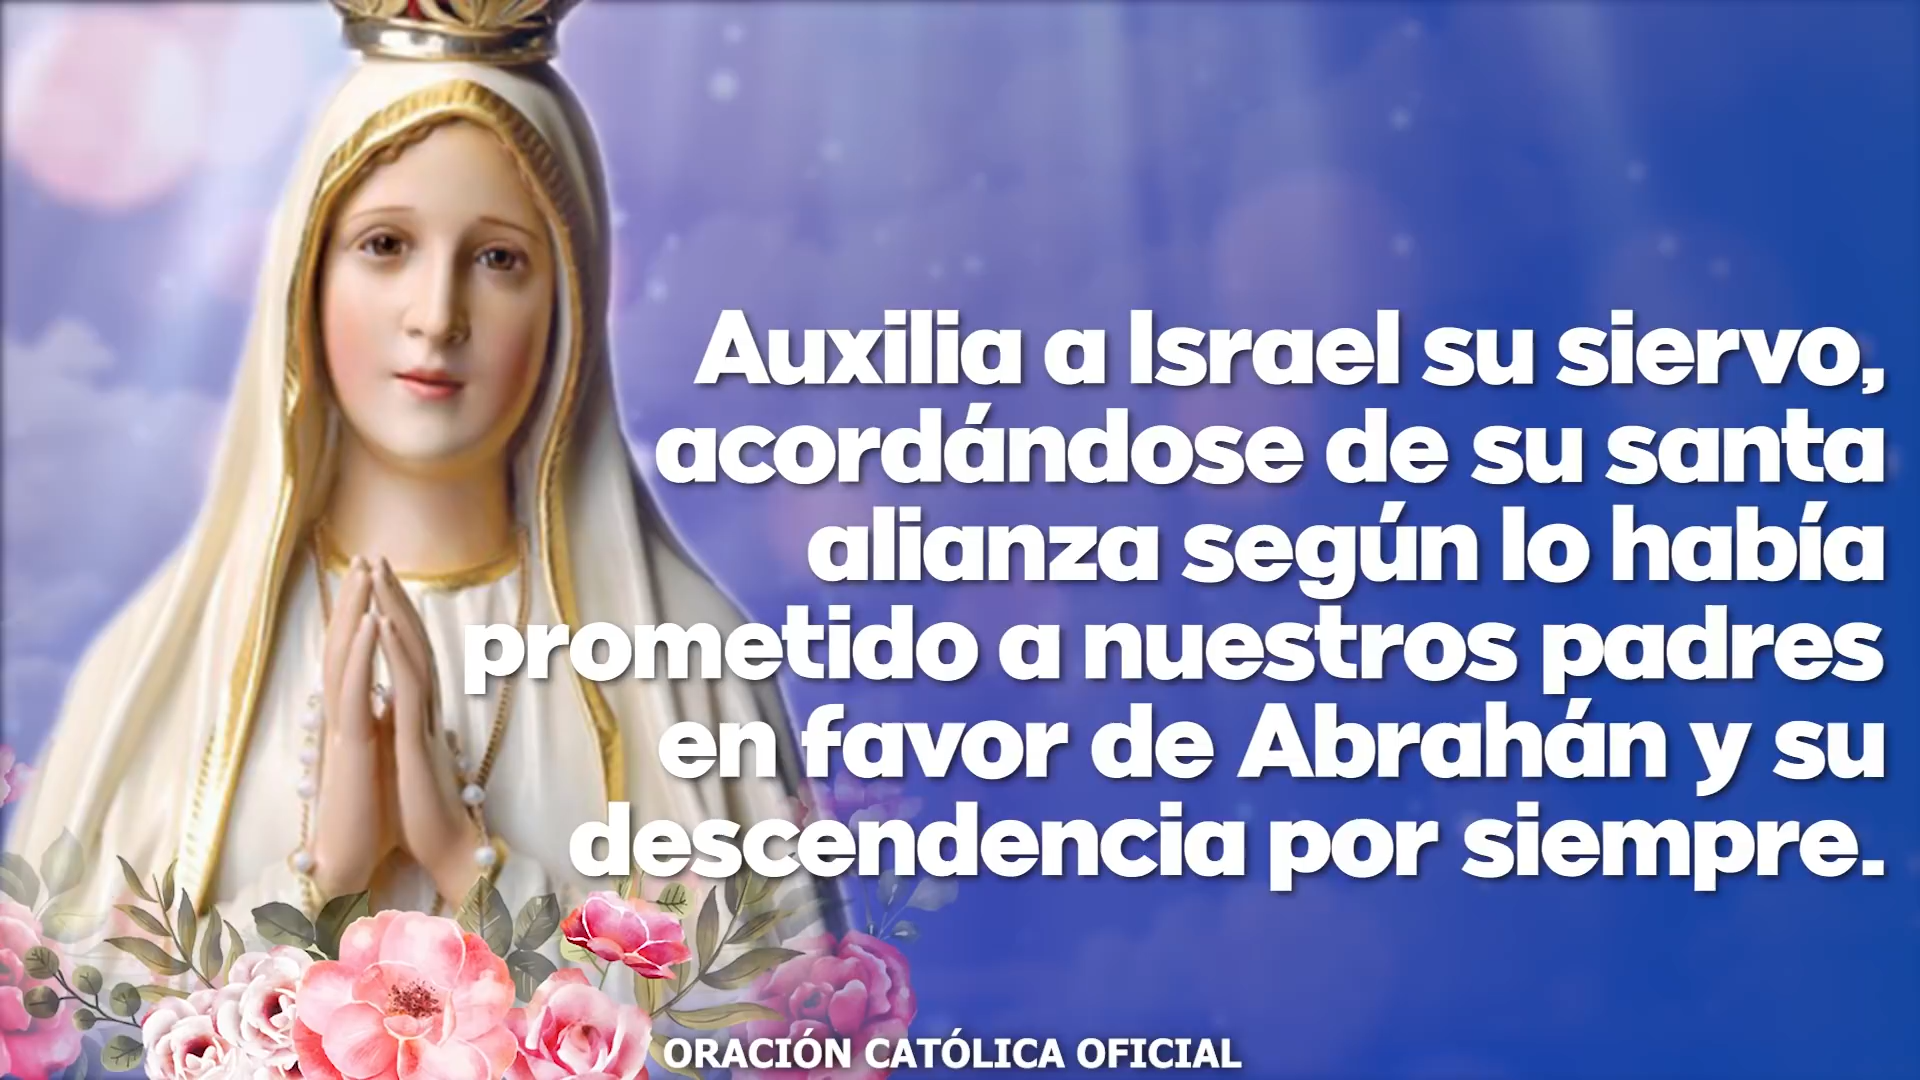 Auxilia a Israel su siervo,
acordándose de su santa
alianza según lo había
prometido a nuestros padres
en favor de Abrahán y su
descendencia por siempre.
ORACIÓN CATÓLICA OFICIAL